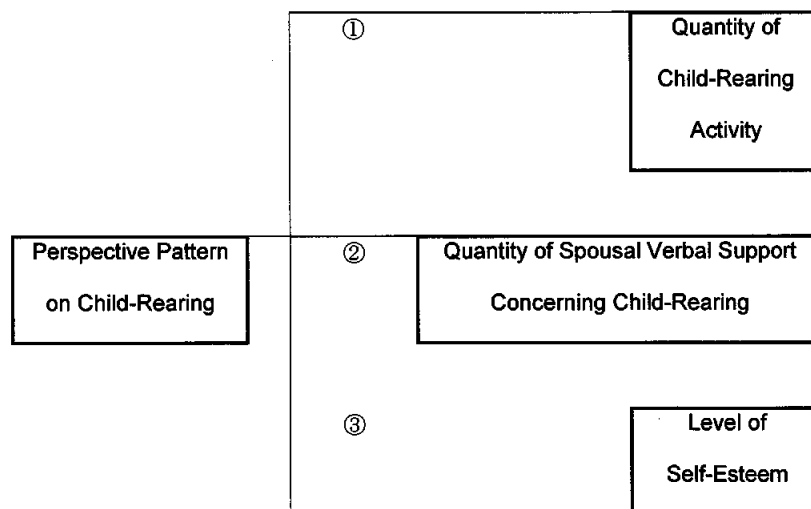 ①
Quantity of
Child-Rearing
Activity
Perspective Pattern
on Child-Rearing
②
Quantity of Spousal Verbal Support
Concerning Child-Rearing
③
Level of
Self-Esteem